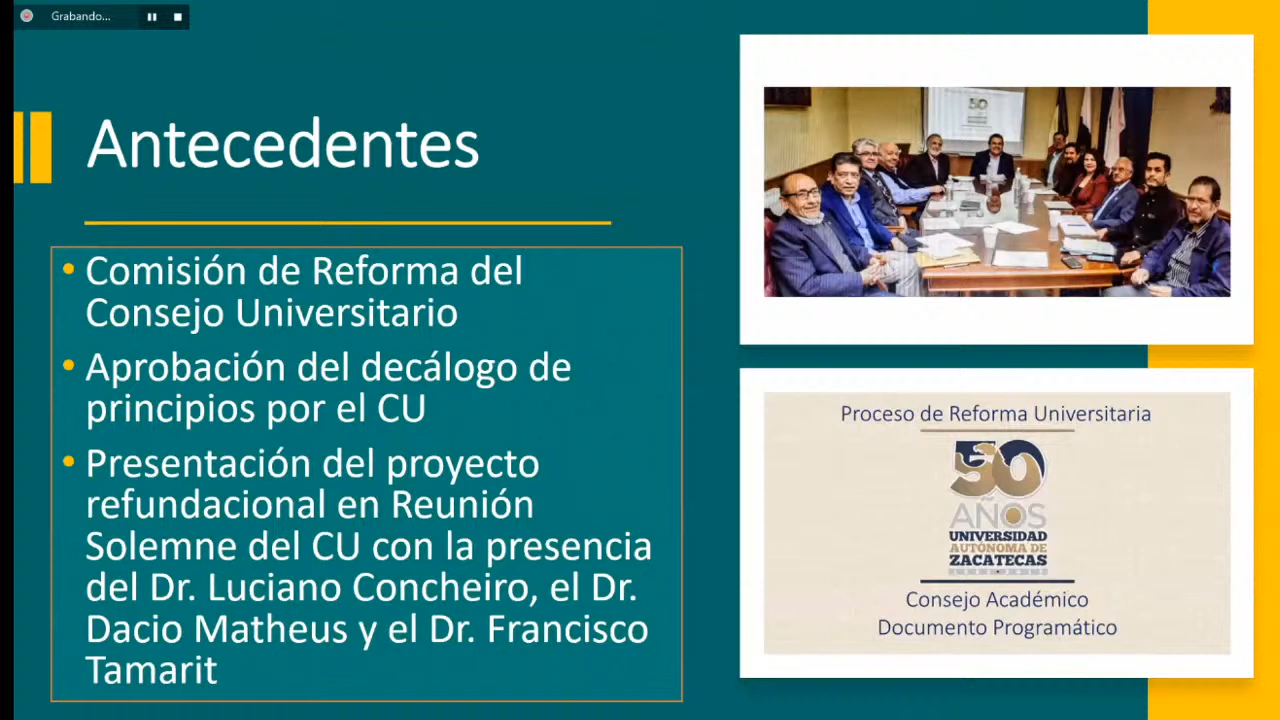 Grabando...
Antecedentes
• Comisión de Reforma del
Consejo Universitario
• Aprobación del decálogo de
principios por el CU
• Presentación del proyecto
refundacional en Reunión
Solemne del CU con la presencia
del Dr. Luciano Concheiro, el Dr.
Dacio Matheus y el Dr. Francisco
Tamarit
50
Proceso de Reforma Universitaria
50
AÑOS
UNIVERSIDAD
AUTÓNOMA DE
ZACATECAS
Consejo Académico
Documento Programático